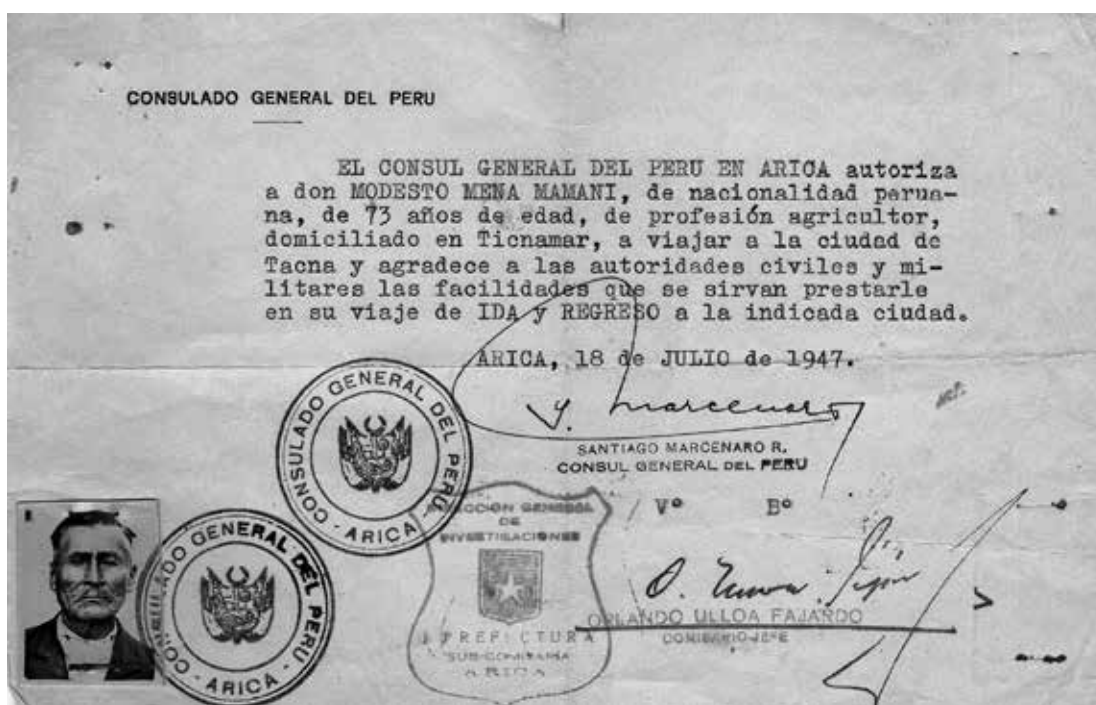 CONSULADO GENERAL DEL PERU
EL CONSUL GENERAL DEL PERU EN ARICA autoriza
a don MODESTO MENA MAMANI, de nacionalidad perua-
na, de 73 años de edad, de profesión agricultor,
domiciliado en Ticnamar, a viajar a la ciudad de
Tacna y agradece a las autoridades civiles y mi-
litares las facilidades que se sirvan prestarle
en su viaje de IDA y REGRESO a la indicada ciudad.
ARICA, 18 de JULIO de 1947.
SANTIAGO MARCENARO R.
CONSUL GENERAL DEL PERU
CONSULADO GENERAL DEL PERU - ARICA
Vº Bº
DIRECCION GENERAL
DE
INVESTIGACIONES
PREFECTURA
SUB-COMISARIA
ARICA
ORLANDO ULLOA FAJARDO
COMISARIO-JEFE
CONSULADO GENERAL DEL PERU - ARICA